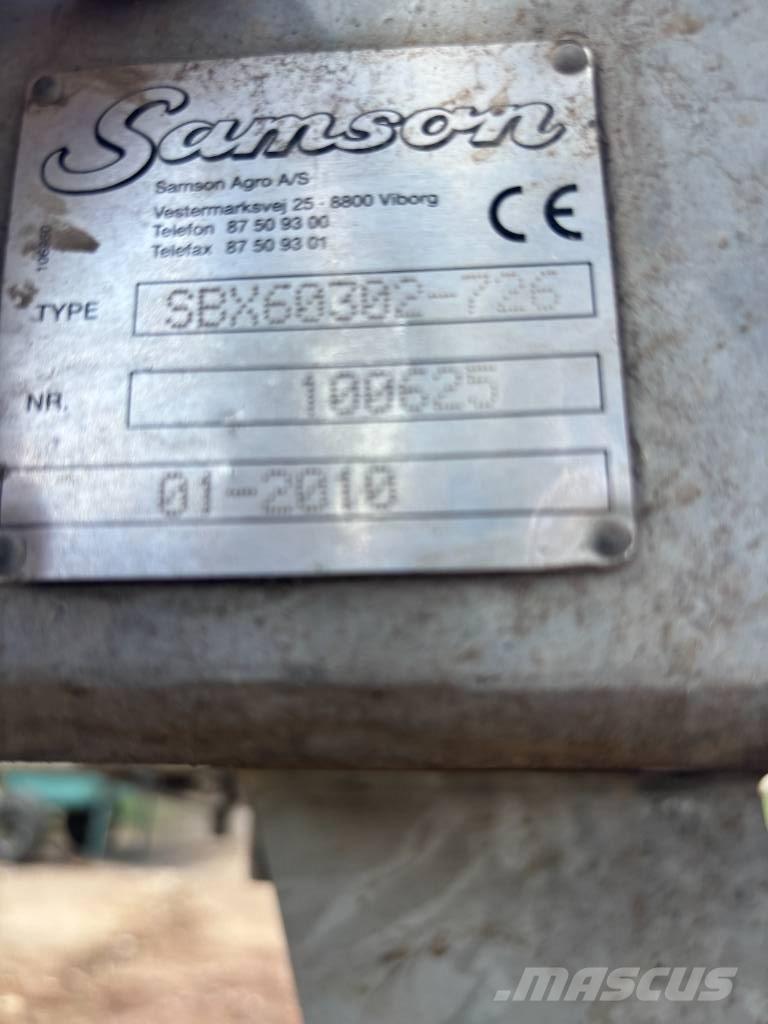 Samson
Samson Agro A/S
Vestermarksvej 25 - 8800 Viborg
Telefon 87 50 93 00
Telefax 87 50 93 01
CE
TYPE SBX60302-726
NR. 100625
01-2010
MASCUS